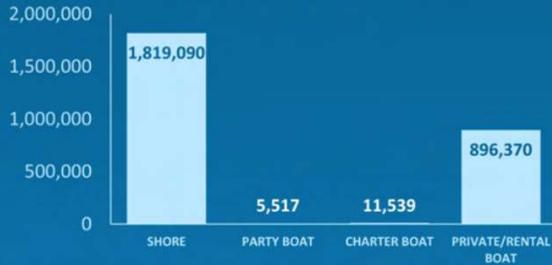 2,000,000
1,500,000
1,000,000
500,000
0
1,819,090
5,517
11,539
896,370
SHORE
PARTY BOAT
CHARTER BOAT
PRIVATE/RENTAL
BOAT